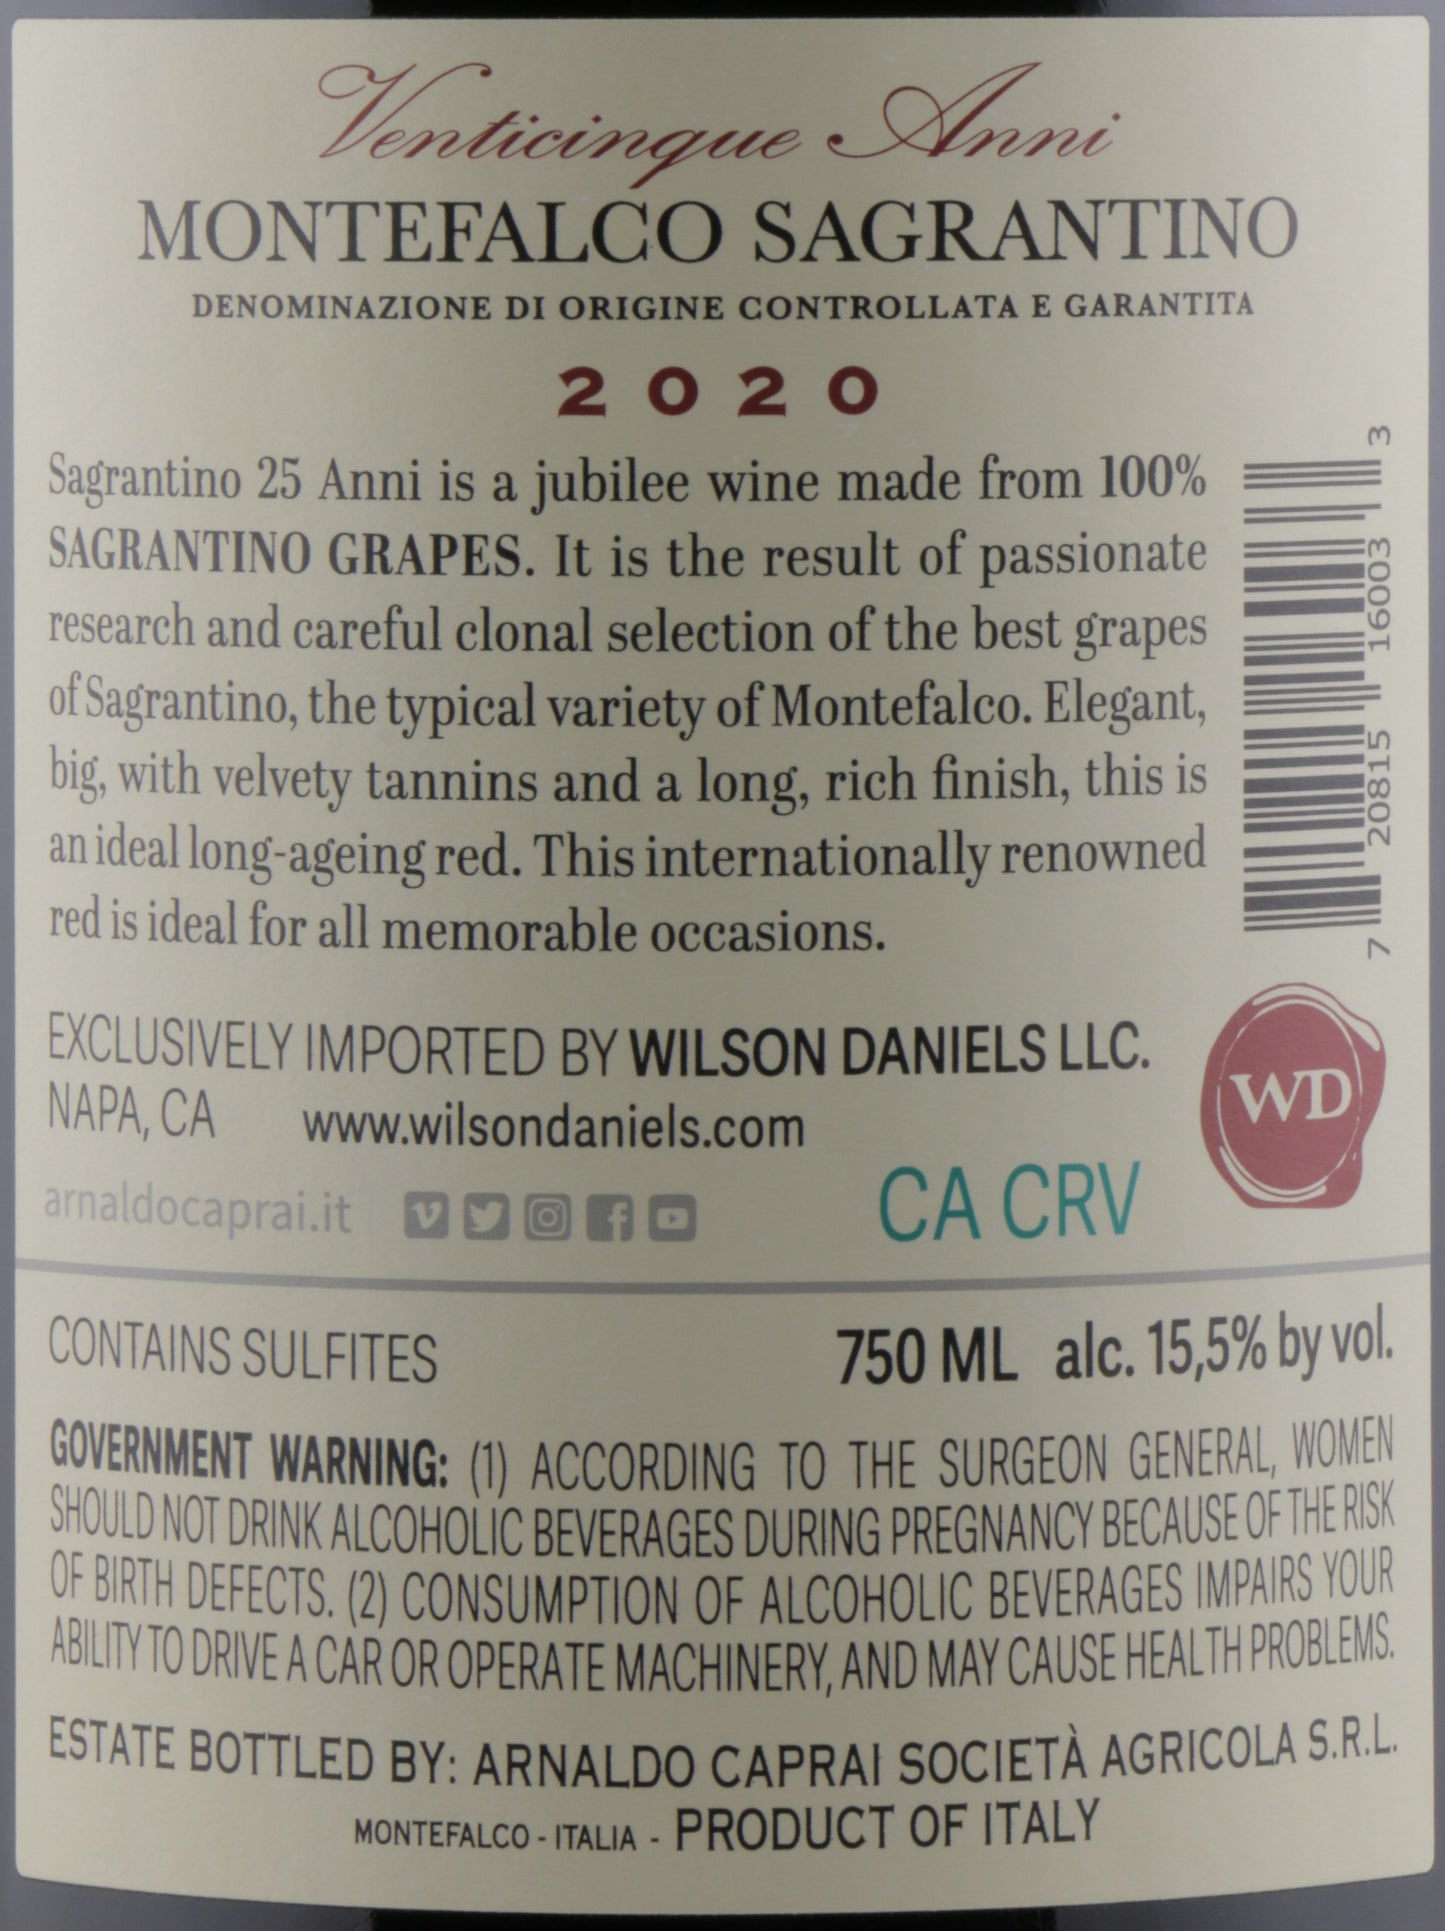 Venticinque Anni
MONTEFALCO SAGRANTINO
DENOMINAZIONE DI ORIGINE CONTROLLATA E GARANTITA
2020
Sagrantino 25 Anni is a jubilee wine made from 100%
SAGRANTINO GRAPES. It is the result of passionate
research and careful clonal selection of the best grapes
of Sagrantino, the typical variety of Montefalco. Elegant,
big, with velvety tannins and a long, rich finish, this is
an ideal long-ageing red. This internationally renowned
red is ideal for all memorable occasions.
7 20815 16003 3
EXCLUSIVELY IMPORTED BY WILSON DANIELS LLC.
NAPA, CA www.wilsondaniels.com
WD
arnaldocaprai.it
CA CRV
CONTAINS SULFITES 750 ML alc. 15,5% by vol.
GOVERNMENT WARNING: (1) ACCORDING TO THE SURGEON GENERAL, WOMEN
SHOULD NOT DRINK ALCOHOLIC BEVERAGES DURING PREGNANCY BECAUSE OF THE RISK
OF BIRTH DEFECTS. (2) CONSUMPTION OF ALCOHOLIC BEVERAGES IMPAIRS YOUR
ABILITY TO DRIVE A CAR OR OPERATE MACHINERY, AND MAY CAUSE HEALTH PROBLEMS.
ESTATE BOTTLED BY: ARNALDO CAPRAI SOCIETÀ AGRICOLA S.R.L.
MONTEFALCO - ITALIA - PRODUCT OF ITALY